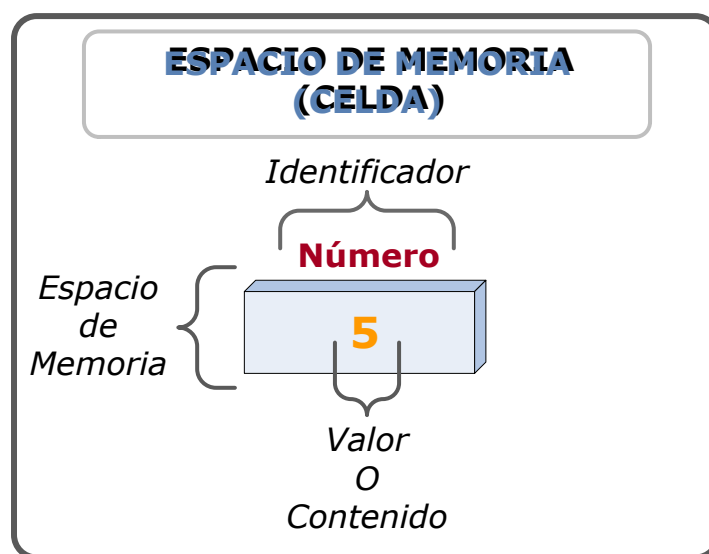 ESPACIO DE MEMORIA
(CELDA)
Identificador
Número
Espacio
de
Memoria
5
Valor
O
Contenido